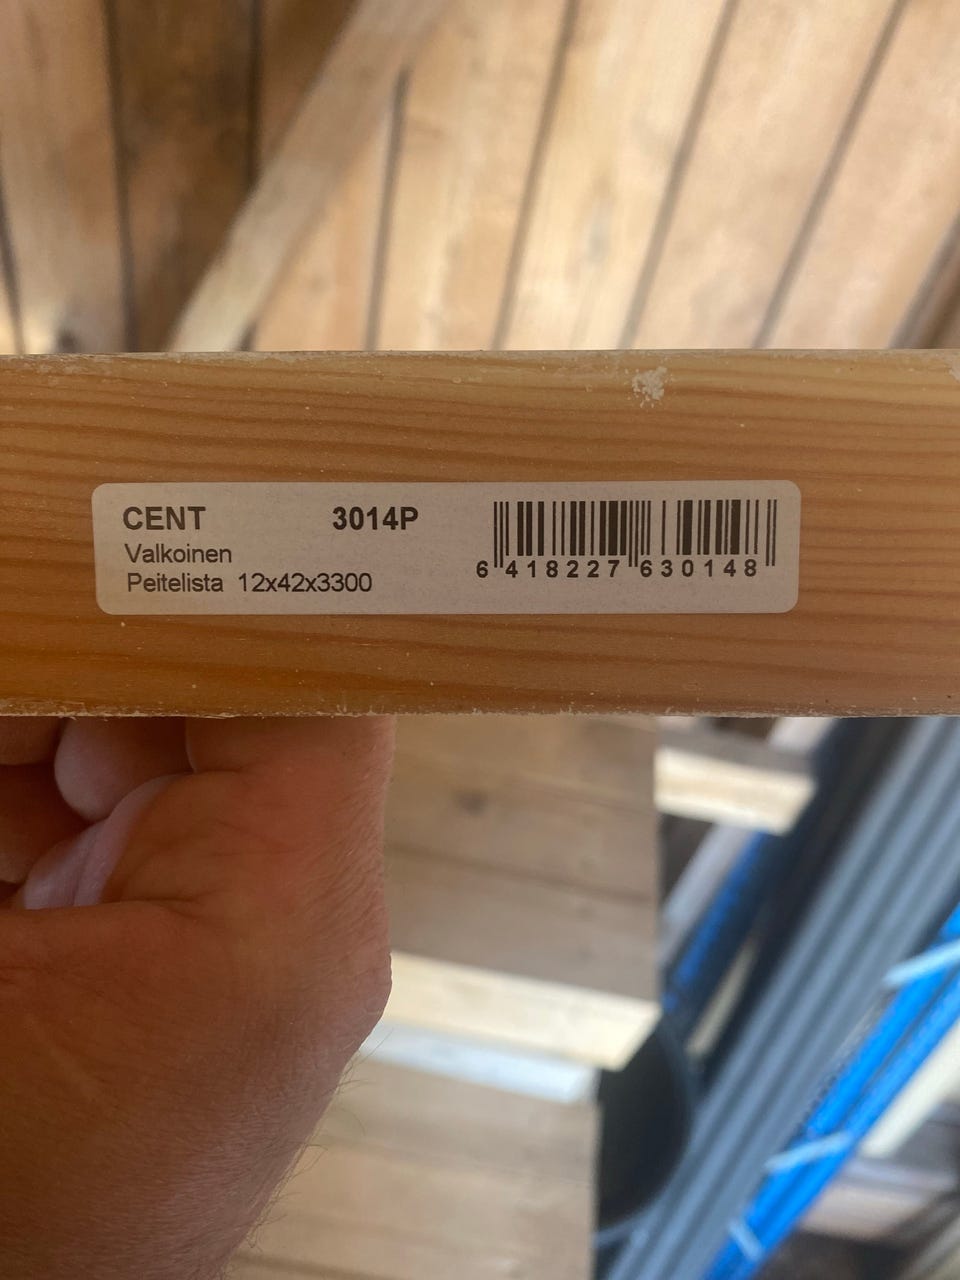 CENT 3014P
Valkoinen
Peitelista 12x42x3300
6 418227 630148